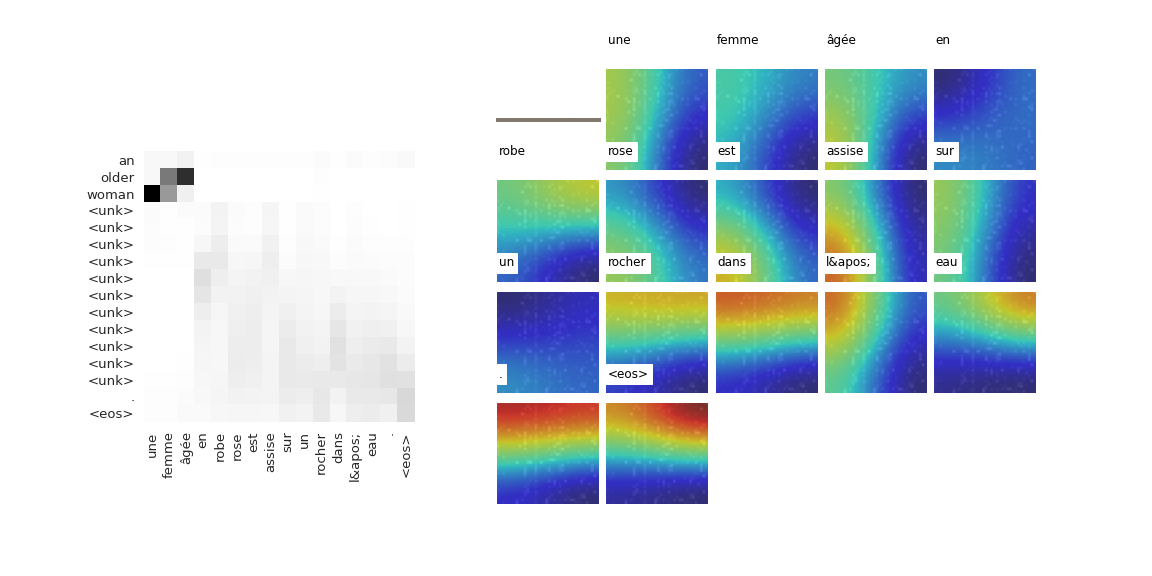 une femme âgée en
robe rose est assise sur
un rocher dans l&apos; eau
. <eos>
an
older
woman
<unk>
<unk>
<unk>
<unk>
<unk>
<unk>
<unk>
<unk>
<unk>
<unk>
<unk>
.
<eos>
une
femme
âgée
en
robe
rose
est
assise
sur
un
rocher
dans
l&apos;
eau
.
<eos>